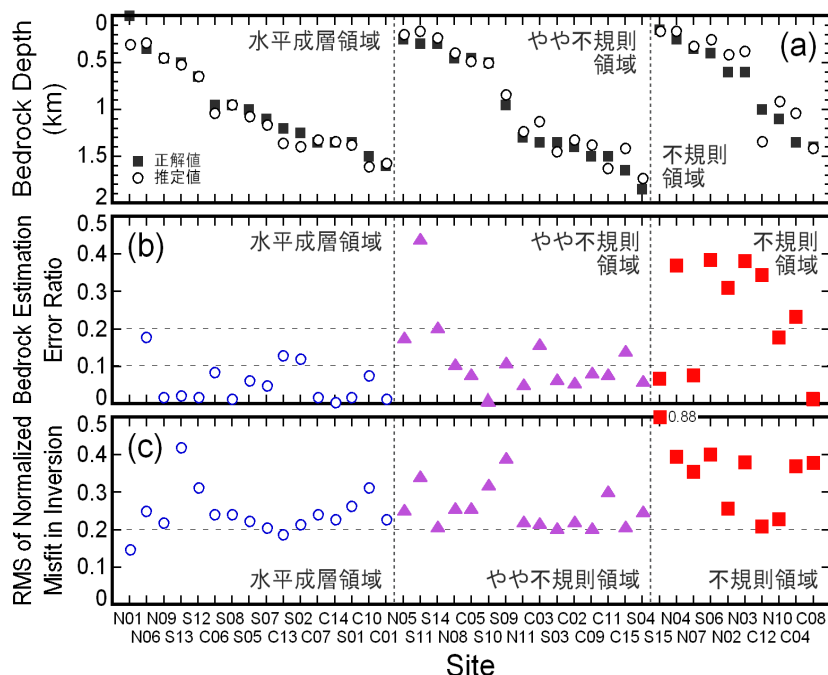 0
0.5
1
1.5
2
Bedrock Depth
(km)
水平成層領域
やや不規則
領域
(a)
不規則
領域
正解値
推定値
0.5
0.4
0.3
0.2
0.1
0
Bedrock Estimation
Error Ratio
(b)
水平成層領域
やや不規則
領域
不規則
領域
0.5
0.4
0.3
0.2
0.1
0
RMS of Normalized
Misfit in Inversion
(c)
0.88
水平成層領域
やや不規則領域
不規則領域
N01 N09 S12 S08 S07 S02 C14 C10 N05 S14 C05 S09 C03 C02 C11 S04 N04 S06 N03 N10 C08
N06 S13 C06 S05 C13 C07 S01 C01 S11 N08 S10 N11 S03 C09 C15 S15 N07 N02 C12 C04
Site